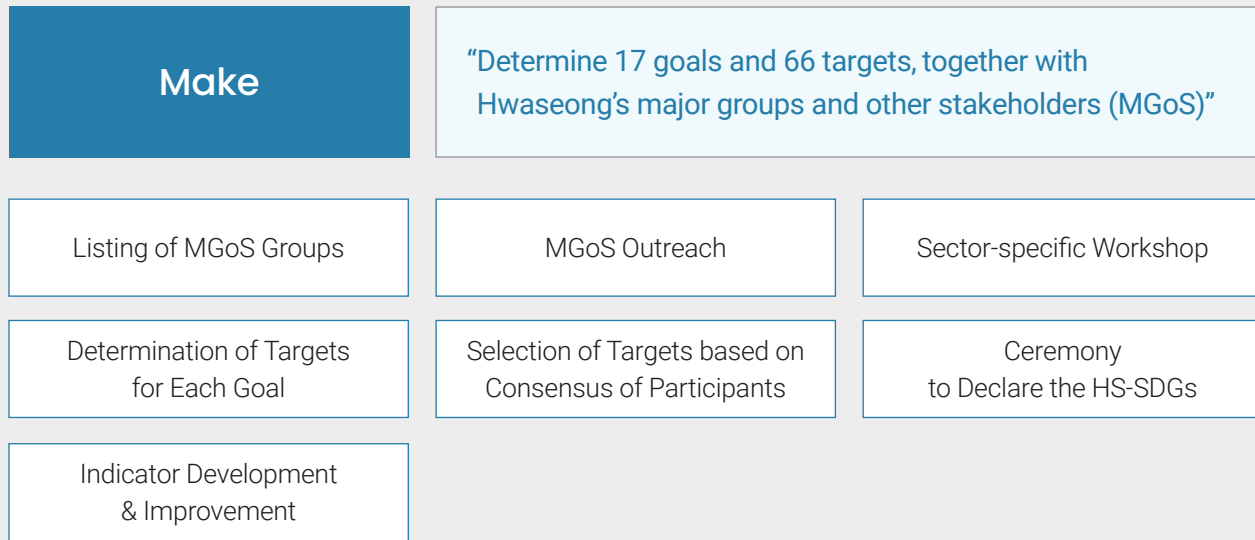 Make
“Determine 17 goals and 66 targets, together with
Hwaseong’s major groups and other stakeholders (MGoS)”
Listing of MGoS Groups
MGoS Outreach
Sector-specific Workshop
Determination of Targets
for Each Goal
Selection of Targets based on
Consensus of Participants
Ceremony
to Declare the HS-SDGs
Indicator Development
& Improvement